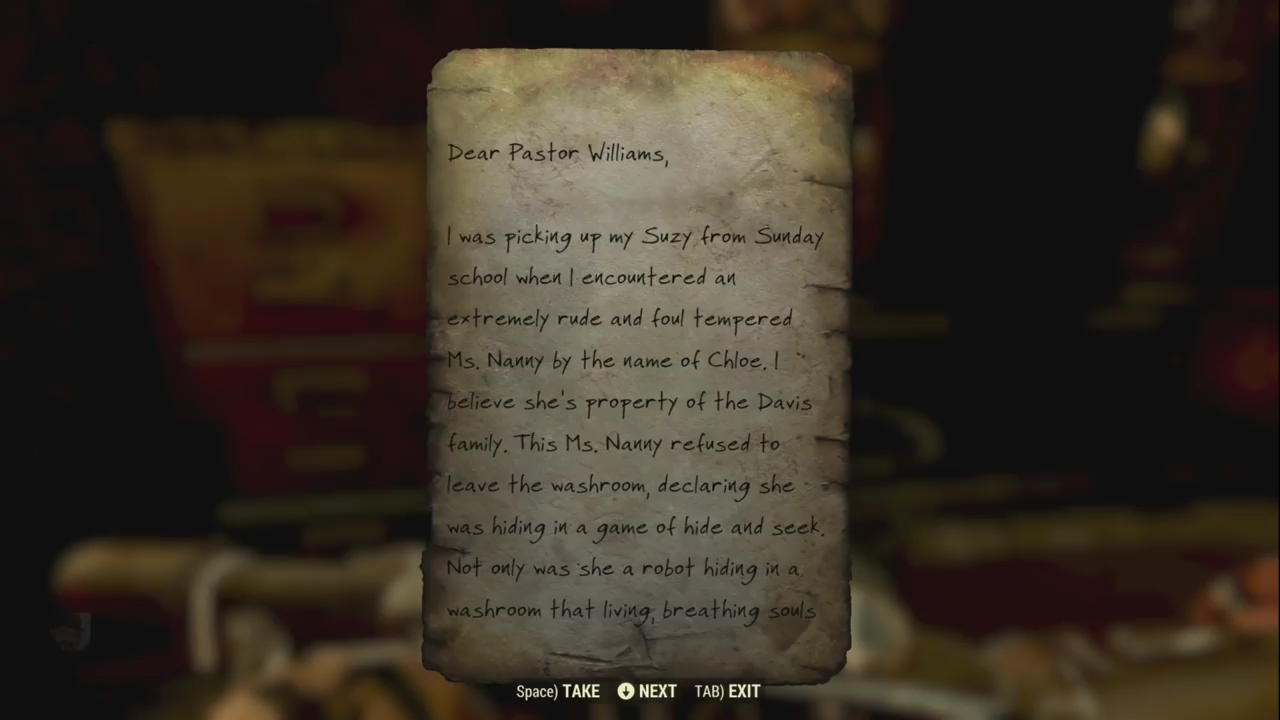 Dear Pastor Williams,
I was picking up my Suzy from Sunday
school when I encountered an
extremely rude and foul tempered
Ms. Nanny by the name of Chloe. I
believe she's property of the Davis
family. This Ms. Nanny refused to
leave the washroom, declaring she
was hiding in a game of hide and seek.
Not only was she a robot hiding in a
washroom that living, breathing souls
Space) TAKE NEXT TAB) EXIT